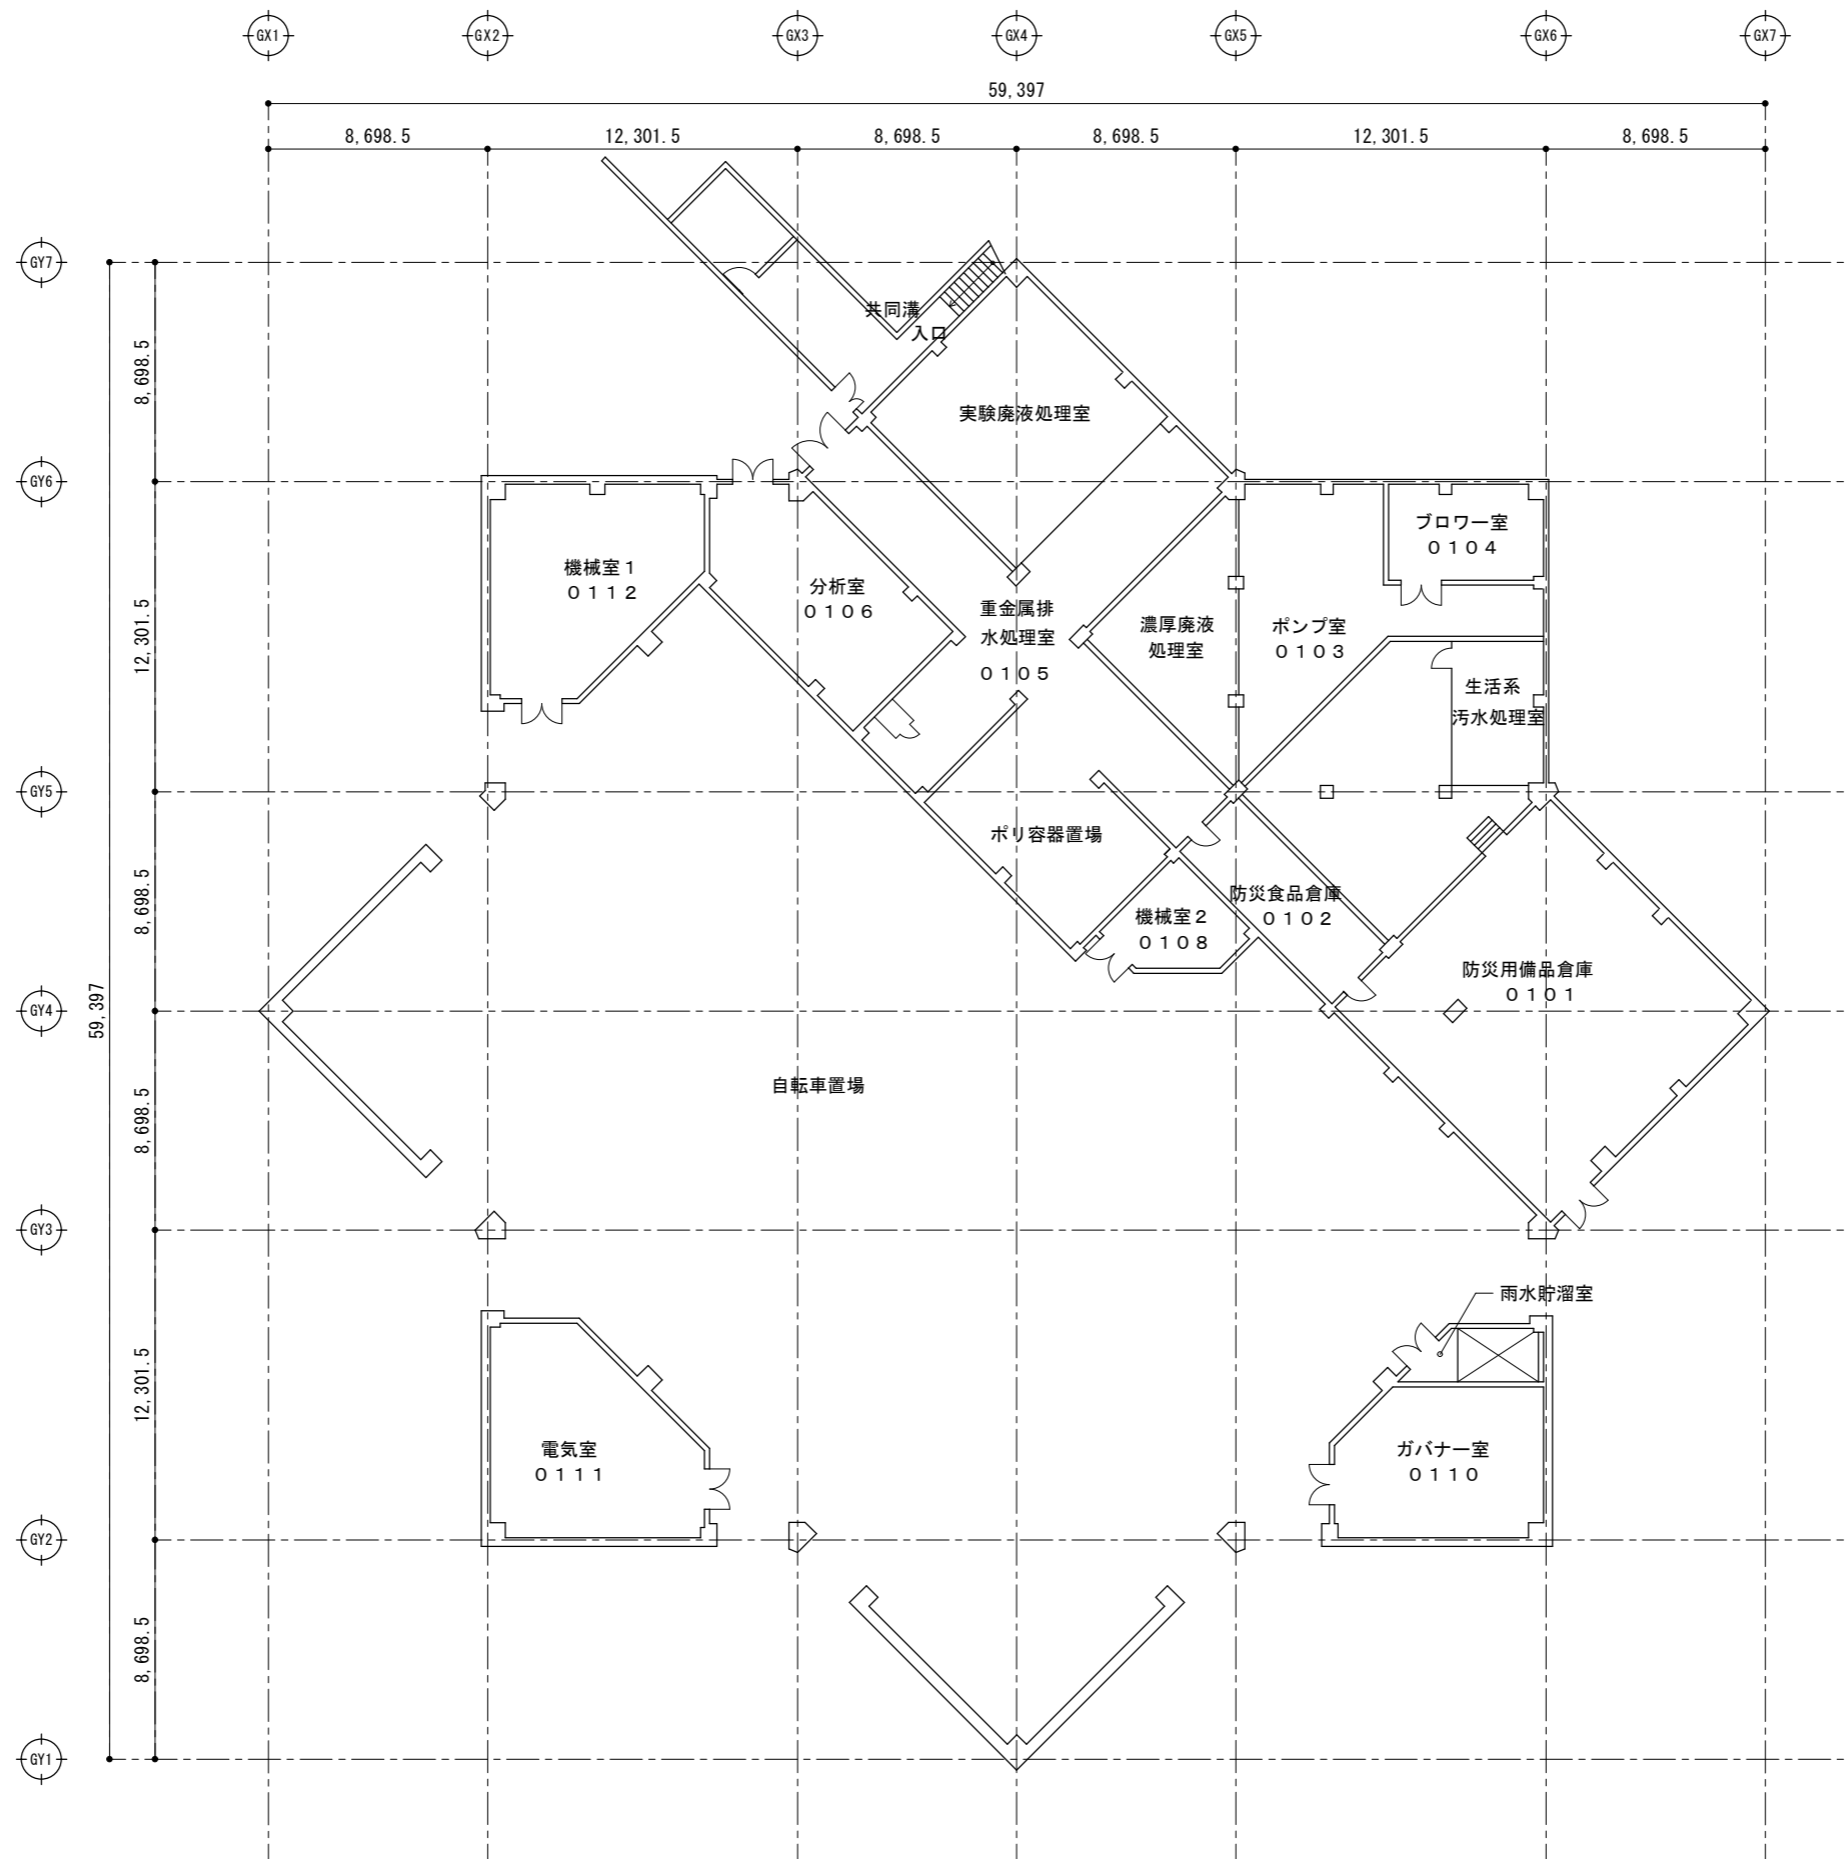 GX1 GX2 GX3 GX4 GX5 GX6 GX7
59,397
8,698.5 12,301.5 8,698.5 8,698.5 12,301.5 8,698.5
GY7
GY6
GY5
GY4
GY3
GY2
GY1
59,397
8,698.5
12,301.5
8,698.5
8,698.5
12,301.5
8,698.5
共同溝
入口
実験廃液処理室
機械室1
0112
分析室
0106
重金属排
水処理室
0105
濃厚廃液
処理室
ポンプ室
0103
ブロワー室
0104
生活系
汚水処理室
ポリ容器置場
機械室2
0108
防災食品倉庫
0102
防災用備品倉庫
0101
自転車置場
雨水貯溜室
電気室
0111
ガバナー室
0110